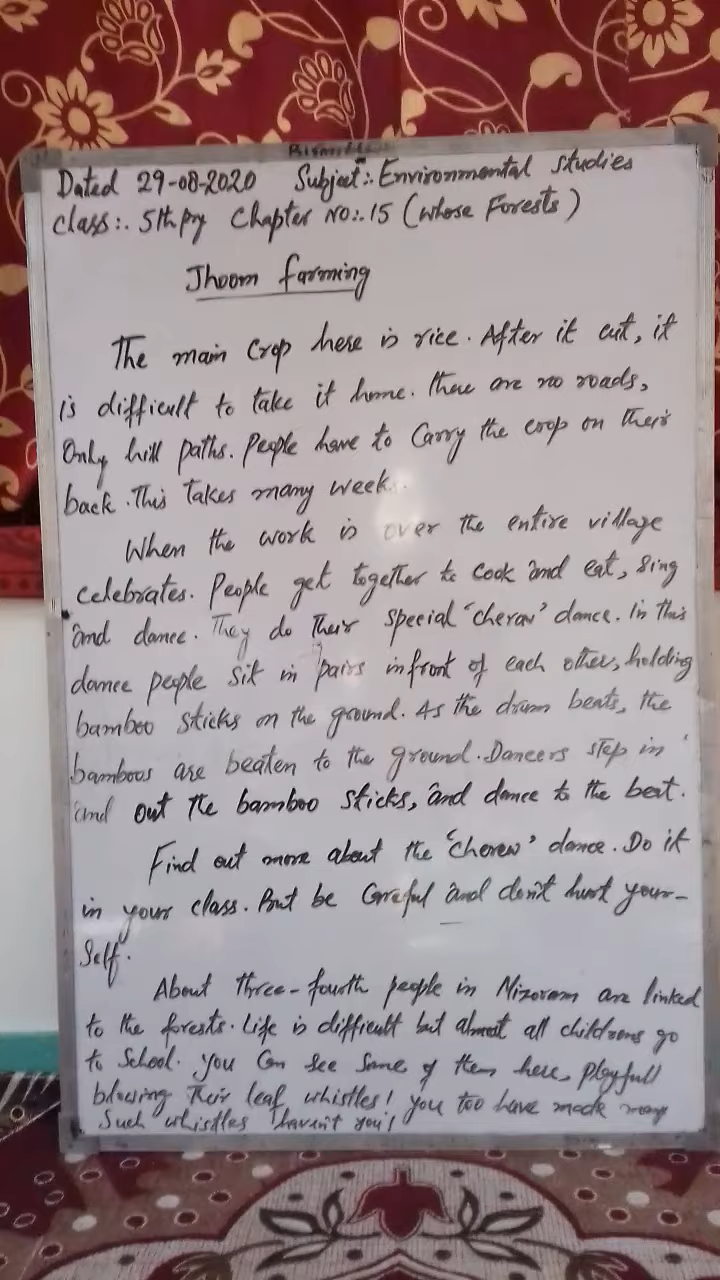 Bismillah
Dated 29-08-2020 Subject:. Environmental studies
Class:. 5th pry Chapter No:. 15 (whose Forests)
Jhoom farming
The main crop here is rice. After it cut, it
is difficult to take it home. there are no roads,
Only hill paths. People have to Carry the crop on their
back. This takes many week.
When the work is over the entire village
celebrates. People get together to cook and eat, Sing
and dance. They do their special 'cheraw' dance. In this
dance people sit in pairs infront of each other, holding
bamboo sticks on the ground. As the drum beats, the
bamboos are beaten to the ground. Dancers step in
and out the bamboo sticks, and dance to the beat.
Find out more about the 'cherew' dance. Do it
in your class. But be Careful and don't hurt your-
Self.
About three-fourth people in Mizoram are linked
to the forests. Life is difficult but almost all childrens go
to School. You Can See Some of them here, Playfull
blowing their leaf whistles! you too have made many
Such whistles haven't you!